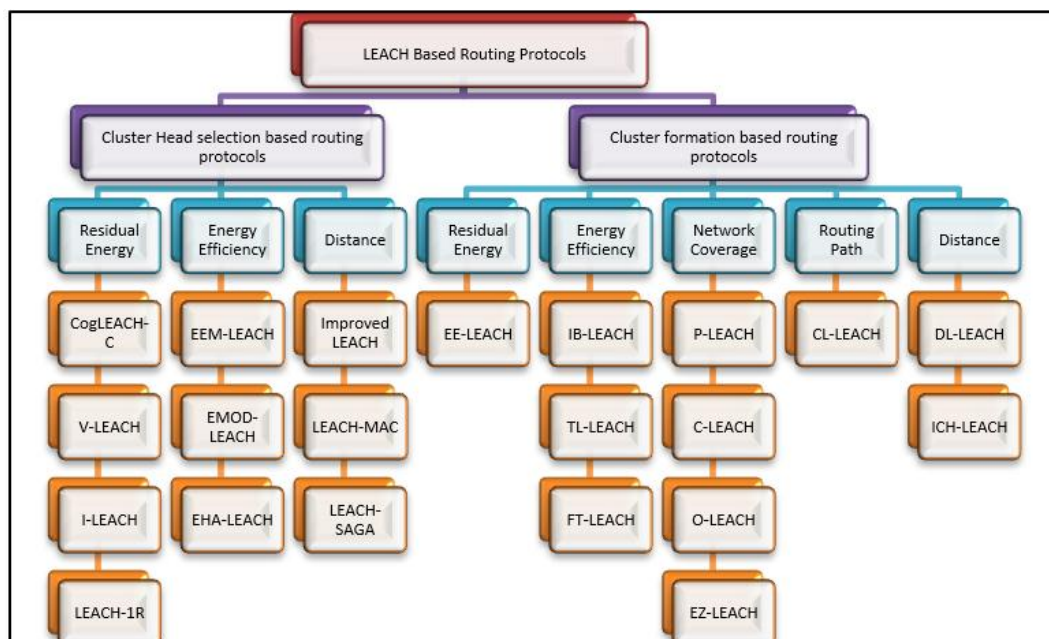 LEACH Based Routing Protocols
Cluster Head selection based routing
protocols
Cluster formation based routing
protocols
Residual
Energy
Energy
Efficiency
Distance
Residual
Energy
Energy
Efficiency
Network
Coverage
Routing
Path
Distance
CogLEACH-
C
EEM-LEACH
Improved
LEACH
EE-LEACH
IB-LEACH
P-LEACH
CL-LEACH
DL-LEACH
V-LEACH
EMOD-
LEACH
LEACH-MAC
TL-LEACH
C-LEACH
ICH-LEACH
I-LEACH
EHA-LEACH
LEACH-
SAGA
FT-LEACH
O-LEACH
LEACH-1R
EZ-LEACH